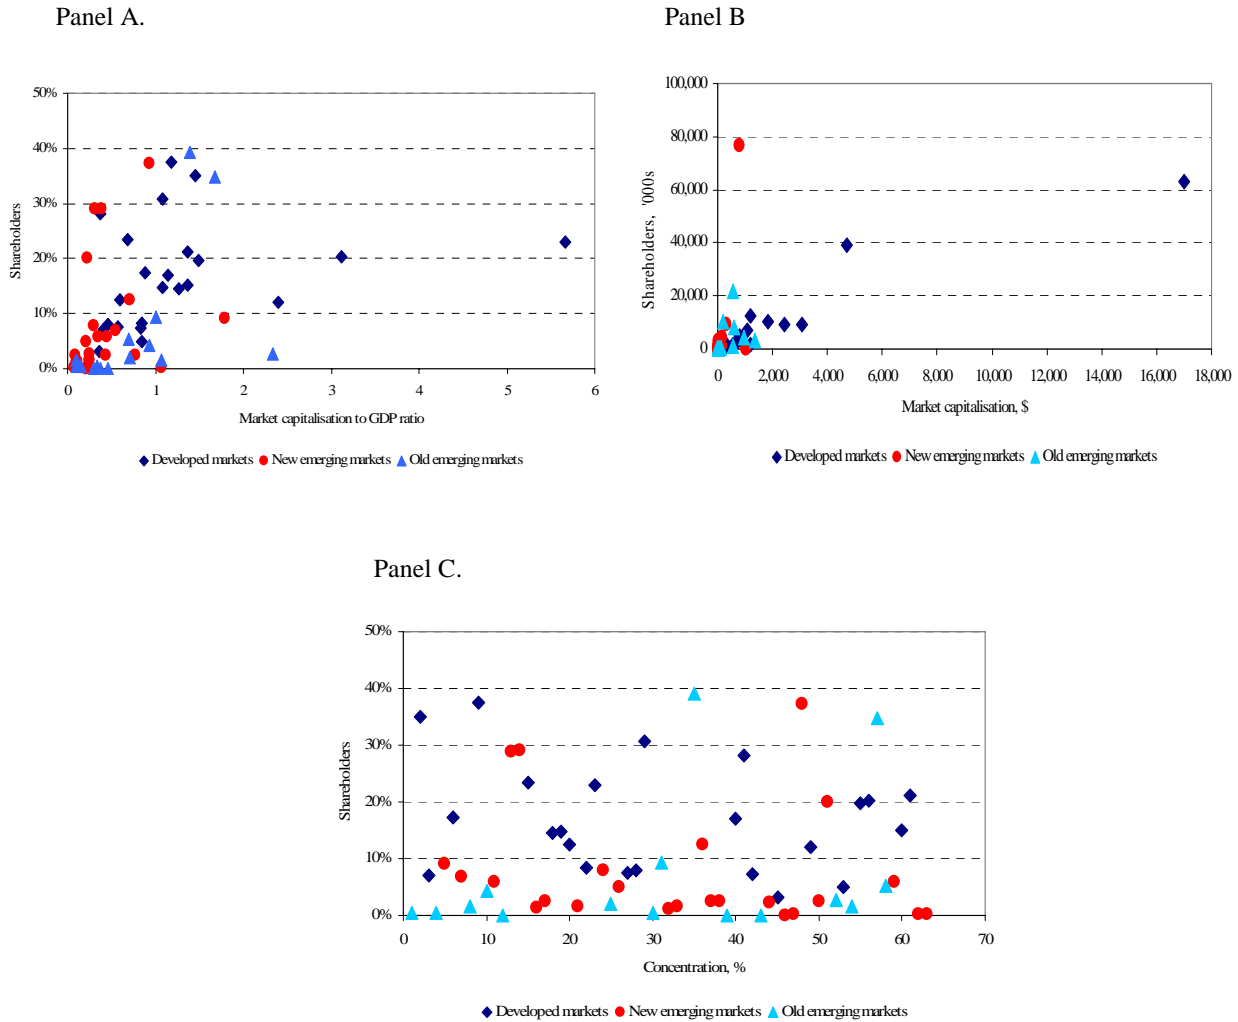 Panel A.
Panel B
50%
40%
30%
20%
10%
0%
Shareholders
0 1 2 3 4 5 6
Market capitalisation to GDP ratio
Developed markets New emerging markets Old emerging markets
100,000
80,000
60,000
40,000
20,000
0
Shareholders, '000s
0 2,000 4,000 6,000 8,000 10,000 12,000 14,000 16,000 18,000
Market capitalisation, $
Developed markets New emerging markets Old emerging markets
Panel C.
50%
40%
30%
20%
10%
0%
Shareholders
0 10 20 30 40 50 60 70
Concentration, %
Developed markets New emerging markets Old emerging markets